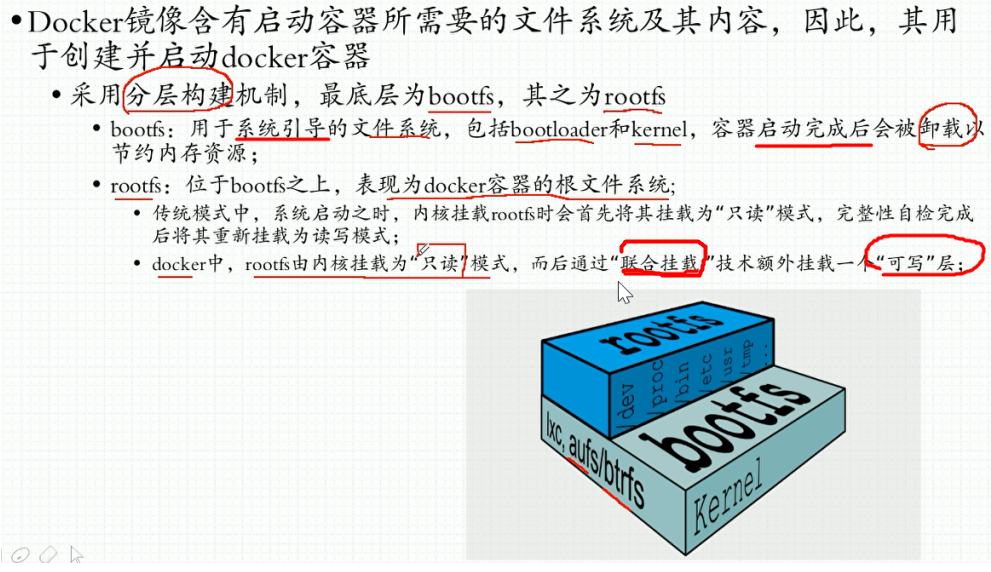 •Docker镜像含有启动容器所需要的文件系统及其内容，因此，其用
于创建并启动docker容器
• 采用分层构建机制，最底层为bootfs，其之为rootfs
• bootfs：用于系统引导的文件系统，包括bootloader和kernel，容器启动完成后会被卸载以
节约内存资源；
• rootfs：位于bootfs之上，表现为docker容器的根文件系统;
• 传统模式中，系统启动之时，内核挂载rootfs时会首先将其挂载为“只读”模式，完整性自检完成
后将其重新挂载为读写模式；
• docker中，rootfs由内核挂载为“只读”模式，而后通过“联合挂载”技术额外挂载一个“可写”层；
rootfs
/dev
/proc
/bin
/etc
/usr
/tmp
...
bootfs
lxc, aufs/btrfs
Kernel